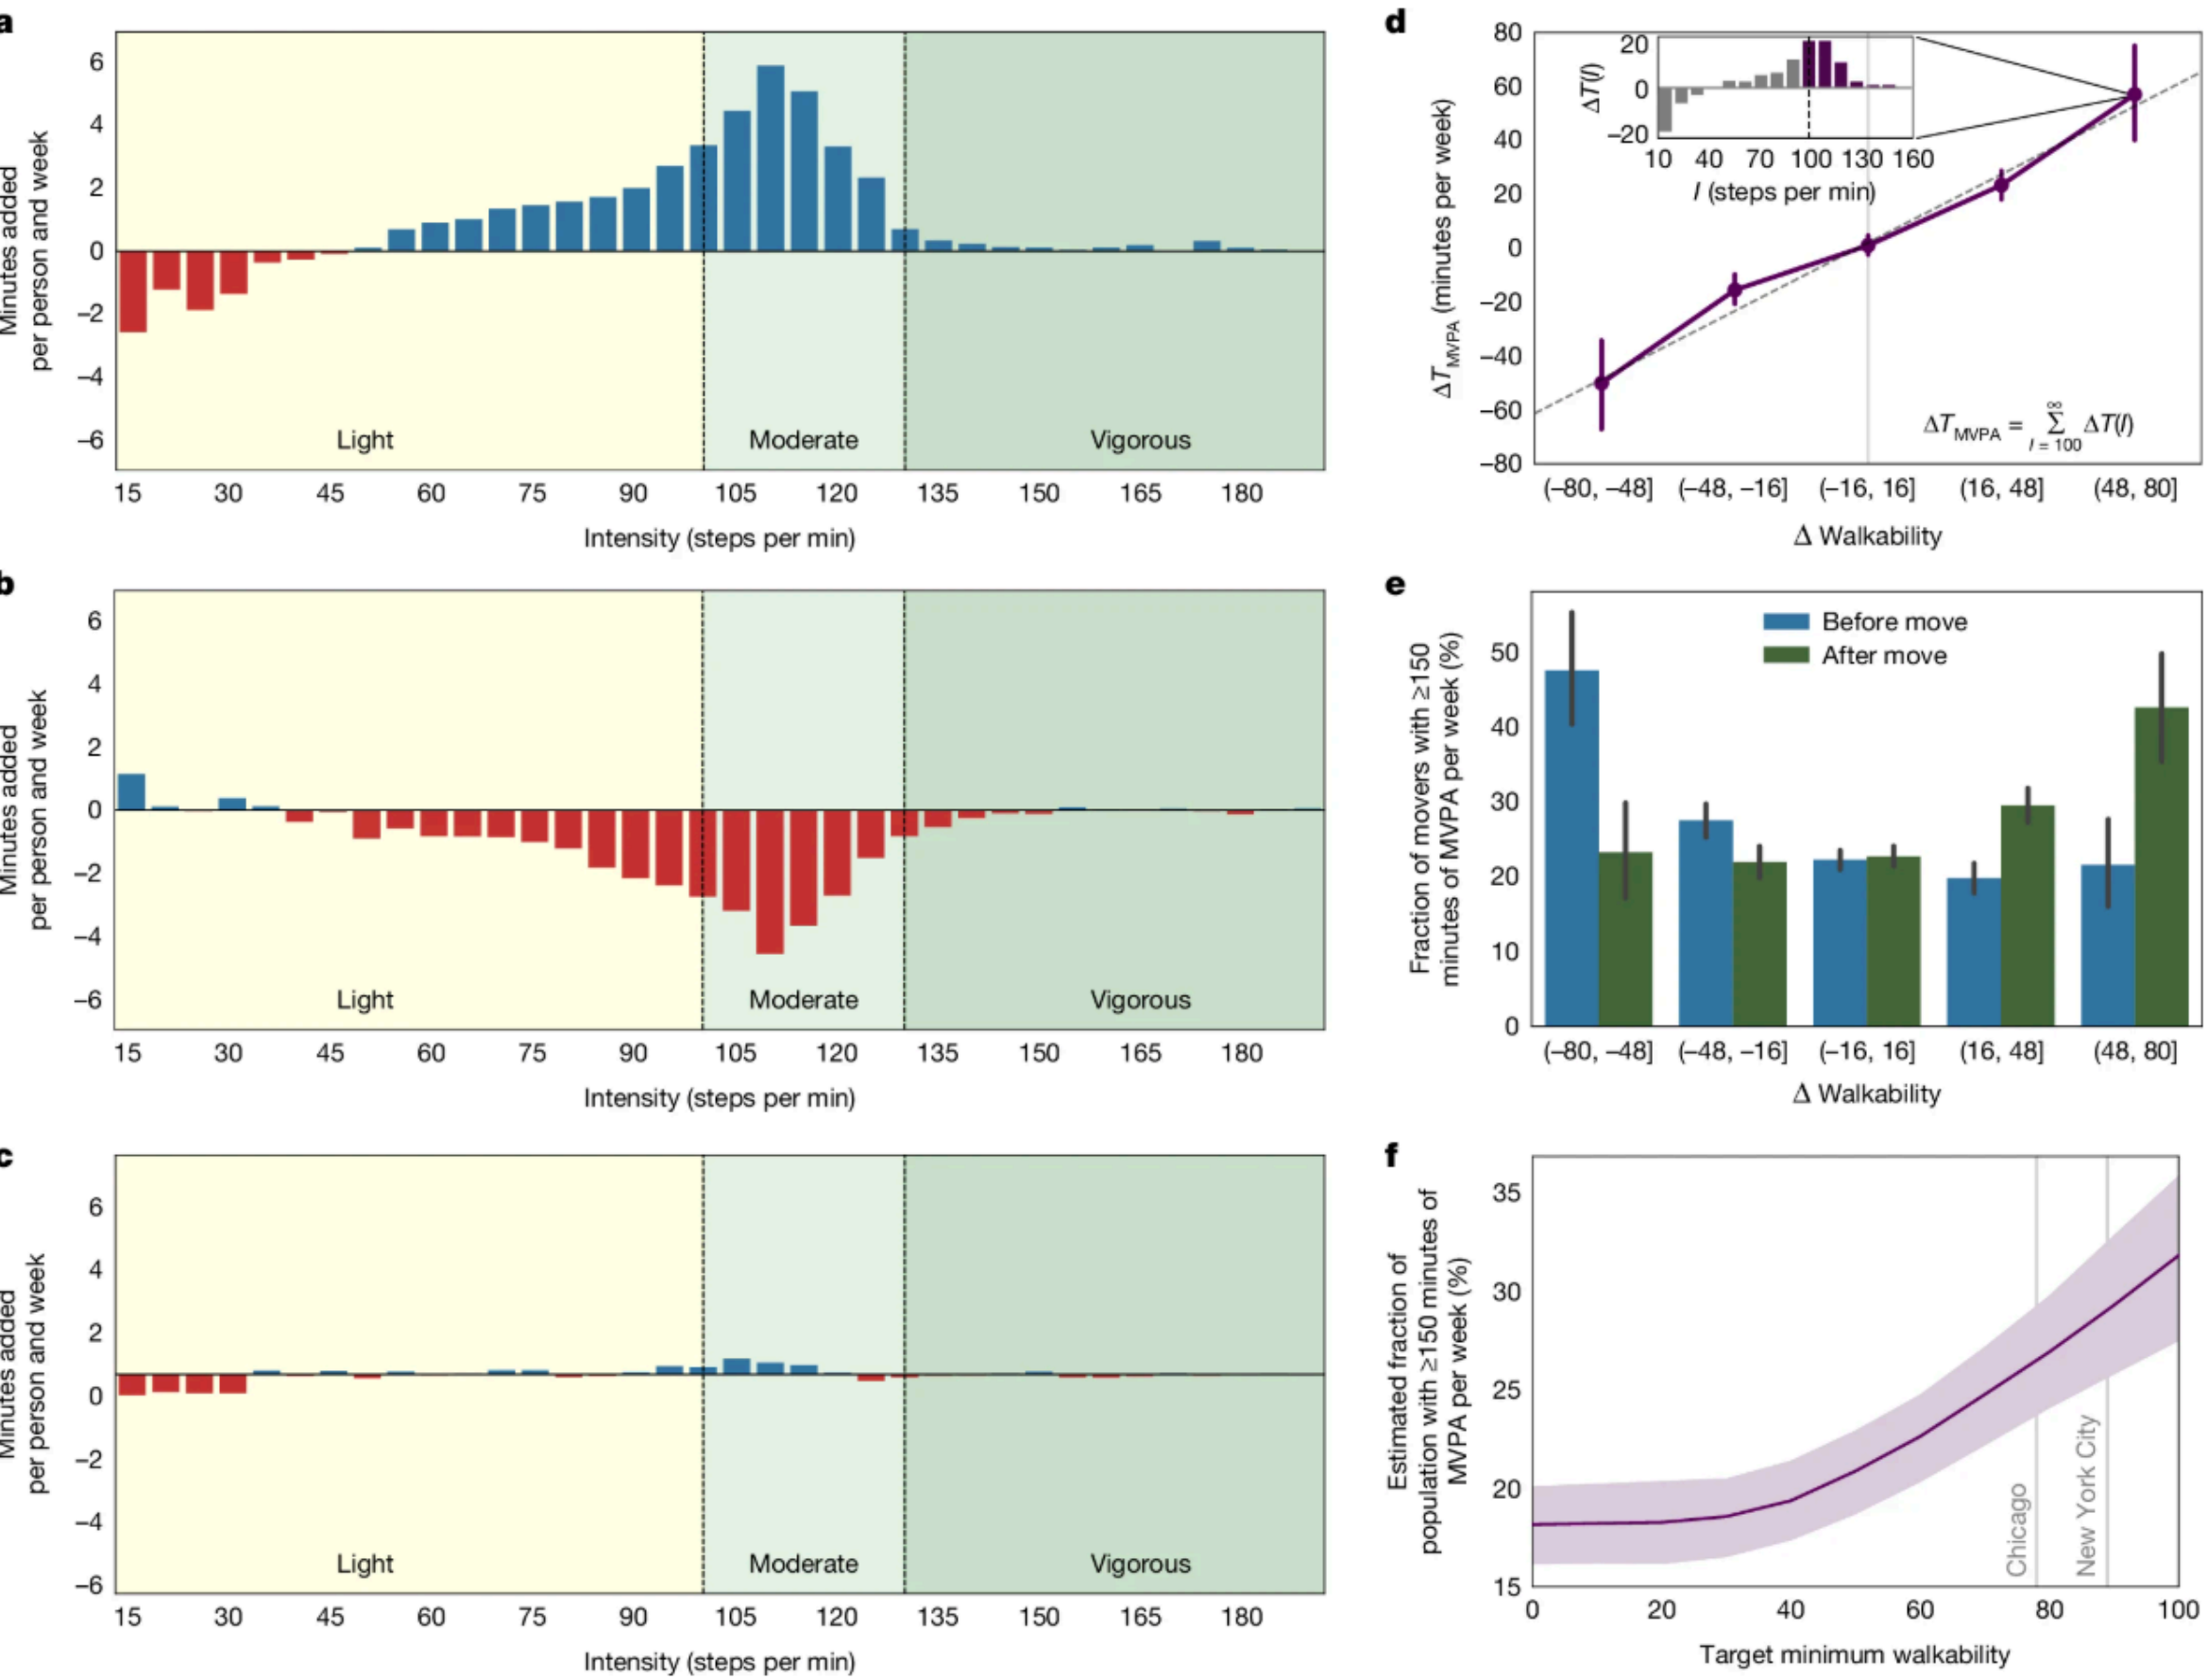 a
Minutes added
per person and week
6
4
2
0
–2
–4
–6
Light
Moderate
Vigorous
15 30 45 60 75 90 105 120 135 150 165 180
Intensity (steps per min)
b
Minutes added
per person and week
6
4
2
0
–2
–4
–6
Light
Moderate
Vigorous
15 30 45 60 75 90 105 120 135 150 165 180
Intensity (steps per min)
c
Minutes added
per person and week
6
4
2
0
–2
–4
–6
Light
Moderate
Vigorous
15 30 45 60 75 90 105 120 135 150 165 180
Intensity (steps per min)
d
ΔT_MVPA (minutes per week)
80
60
40
20
0
–20
–40
–60
–80
ΔT(I)
20
0
–20
10 40 70 100 130 160
I (steps per min)
ΔT_MVPA = Σ_{I = 100}^{∞} ΔT(I)
(–80, –48] (–48, –16] (–16, 16] (16, 48] (48, 80]
Δ Walkability
e
Fraction of movers with ≥150
minutes of MVPA per week (%)
50
40
30
20
10
0
Before move
After move
(–80, –48] (–48, –16] (–16, 16] (16, 48] (48, 80]
Δ Walkability
f
Estimated fraction of
population with ≥150 minutes of
MVPA per week (%)
35
30
25
20
15
Chicago
New York City
0 20 40 60 80 100
Target minimum walkability